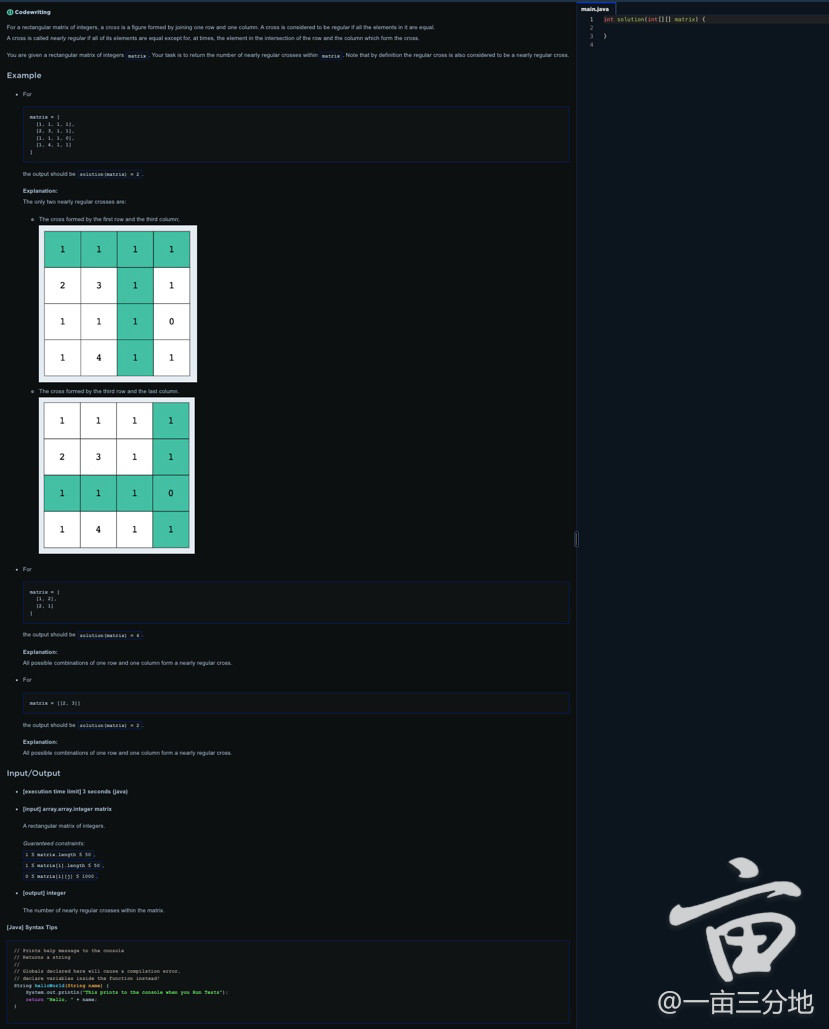 Codewriting
For a rectangular matrix of integers, a cross is a figure formed by joining one row and one column. A cross is considered to be regular if all the elements in it are equal.
A cross is called nearly regular if all of its elements are equal except for, at times, the element in the intersection of the row and the column which form the cross.
You are given a rectangular matrix of integers matrix. Your task is to return the number of nearly regular crosses within matrix. Note that by definition the regular cross is also considered to be a nearly regular cross.
Example
For
matrix = [
[1, 1, 1, 1],
[2, 3, 1, 1],
[1, 1, 1, 0],
[1, 4, 1, 1]
]
the output should be solution(matrix) = 2.
Explanation:
The only two nearly regular crosses are:
The cross formed by the first row and the third column;
1 1 1 1
2 3 1 1
1 1 1 0
1 4 1 1
The cross formed by the third row and the last column.
1 1 1 1
2 3 1 1
1 1 1 0
1 4 1 1
For
matrix = [
[1, 2],
[2, 1]
]
the output should be solution(matrix) = 4.
Explanation:
All possible combinations of one row and one column form a nearly regular cross.
For
matrix = [[2, 3]]
the output should be solution(matrix) = 2.
Explanation:
All possible combinations of one row and one column form a nearly regular cross.
Input/Output
[execution time limit] 3 seconds (java)
[input] array.array.integer matrix
A rectangular matrix of integers.
Guaranteed constraints:
1 ≤ matrix.length ≤ 50,
1 ≤ matrix[i].length ≤ 50,
0 ≤ matrix[i][j] ≤ 1000.
[output] integer
The number of nearly regular crosses within the matrix.
[Java] Syntax Tips
// Prints help message to the console
// Returns a string
//
// Globals declared here will cause a compilation error,
// declare variables inside the function instead!
String helloWorld(String name) {
System.out.println("This prints to the console when you Run Tests");
return "Hello, " + name;
}
main.java
1 int solution(int[][] matrix) {
2
3 }
4
亩
@一亩三分地